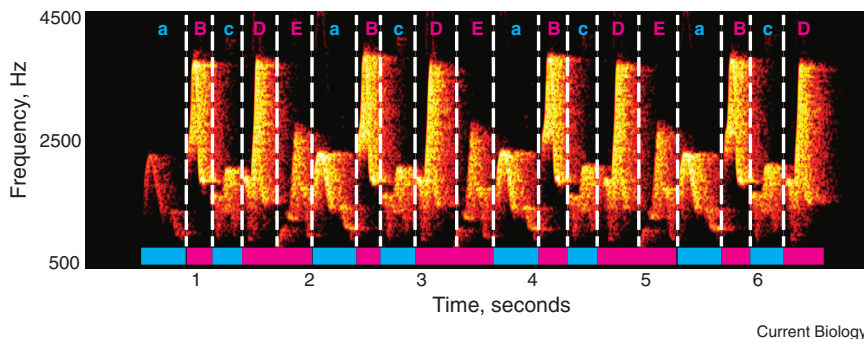 4500
a B c D E a B c D E a B c D E a B c D
2500
500
Frequency, Hz
1 2 3 4 5 6
Time, seconds
Current Biology